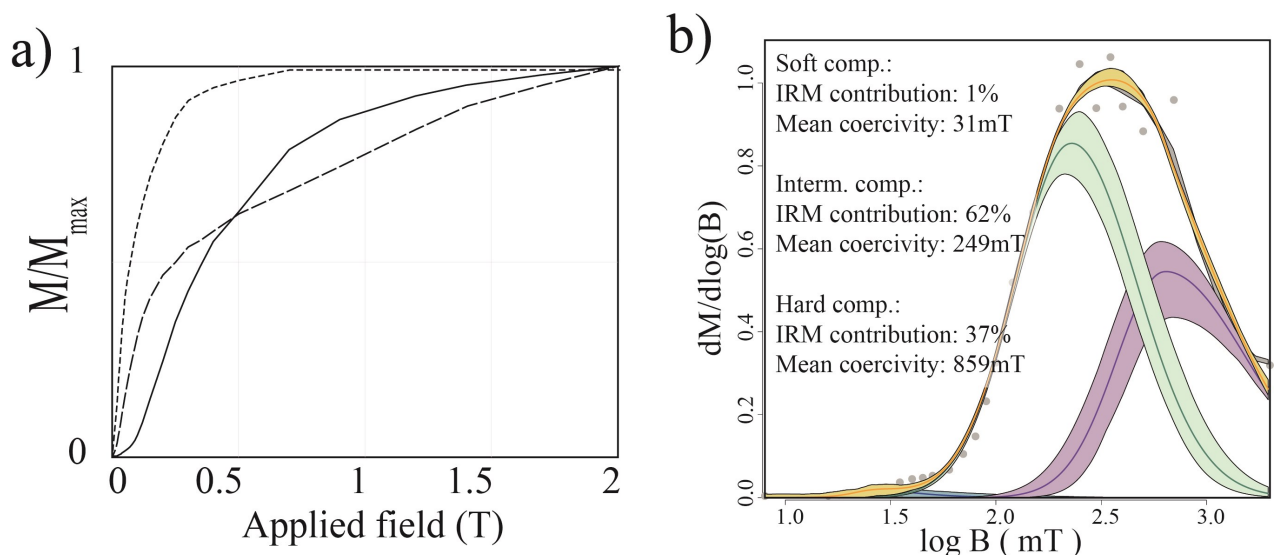 a)
1
M/Mmax
0
0 0.5 1 1.5 2
Applied field (T)
b)
Soft comp.:
IRM contribution: 1%
Mean coercivity: 31mT
Interm. comp.:
IRM contribution: 62%
Mean coercivity: 249mT
Hard comp.:
IRM contribution: 37%
Mean coercivity: 859mT
dM/dlog(B)
1.0
0.8
0.6
0.4
0.2
0.0
1.0 1.5 2.0 2.5 3.0
log B ( mT )